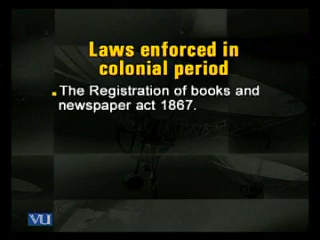 Laws enforced in
colonial period
The Registration of books and
newspaper act 1867.
VU